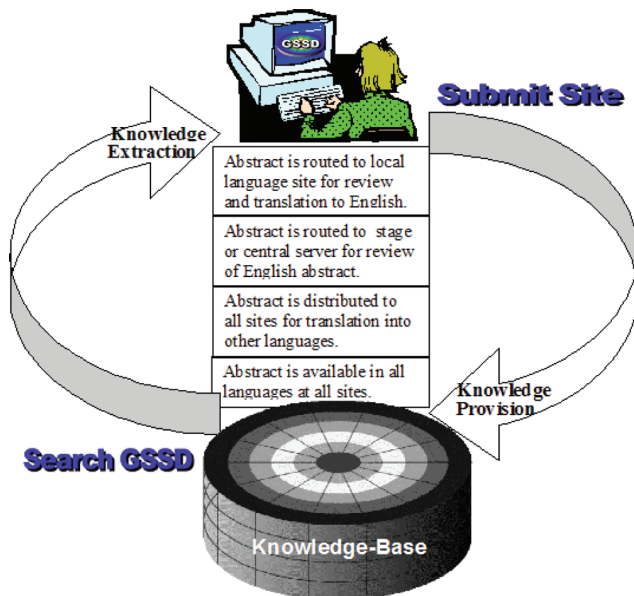 GSSD
Submit Site
Knowledge
Extraction
Abstract is routed to local
language site for review
and translation to English.
Abstract is routed to stage
or central server for review
of English abstract.
Abstract is distributed to
all sites for translation into
other languages.
Abstract is available in all
languages at all sites.
Knowledge
Provision
Search GSSD
Knowledge-Base